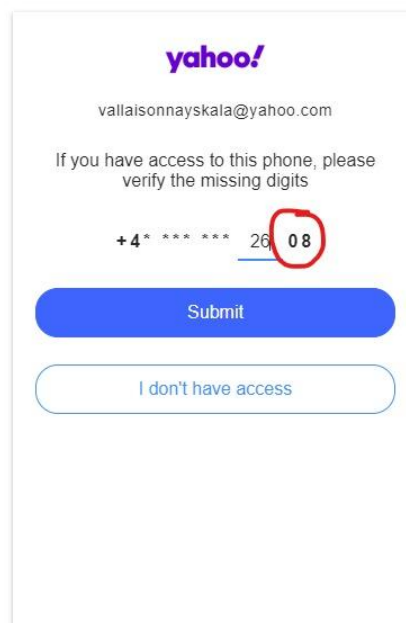 yahoo!
vallaisonnayskala@yahoo.com
If you have access to this phone, please
verify the missing digits
+4* *** *** 26 08
Submit
I don't have access